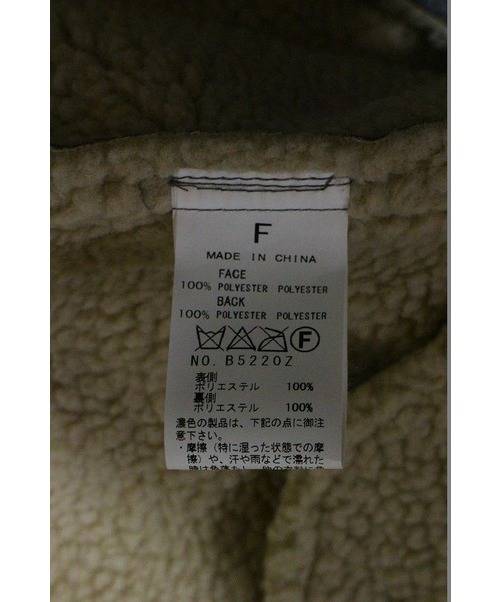 F
MADE IN CHINA
FACE
100% POLYESTER POLYESTER
BACK
100% POLYESTER POLYESTER
F
NO. B5220Z
表側
ポリエステル 100%
裏側
ポリエステル 100%
濃色の製品は、下記の点に御注
意下さい。
・摩擦（特に湿った状態での摩
擦）や、汗や雨などで濡れた